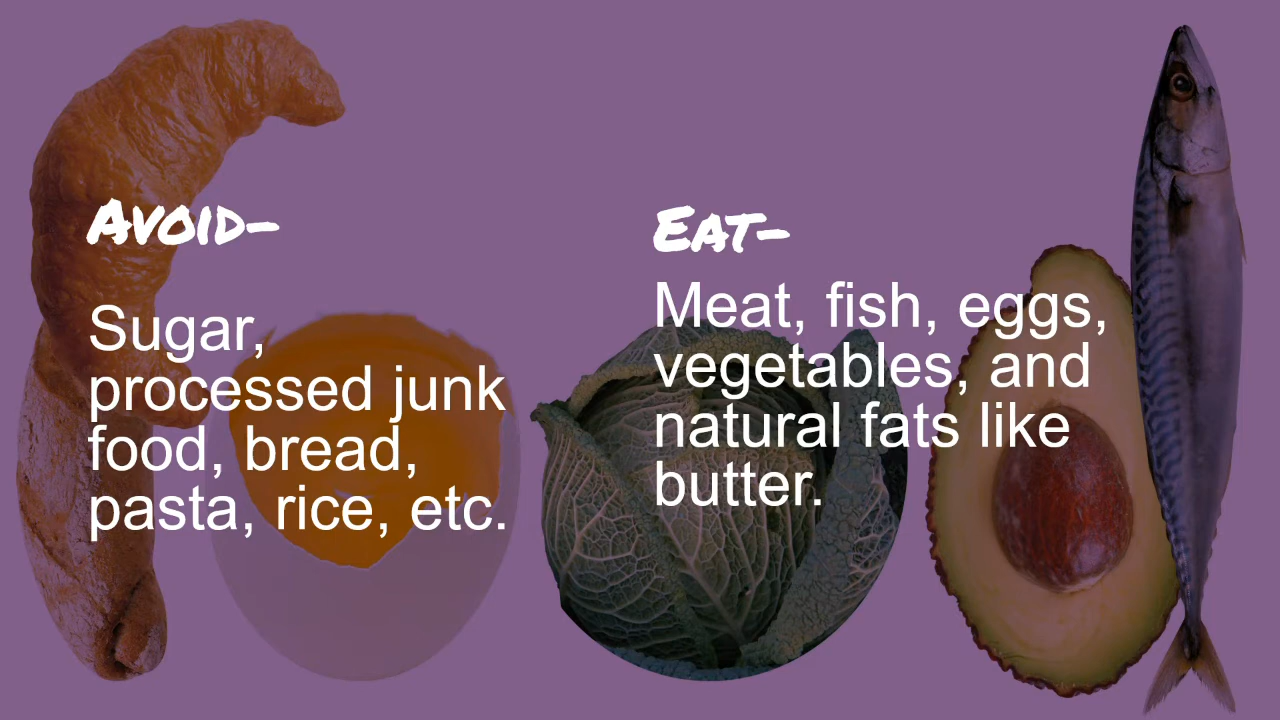 Avoid-
Sugar,
processed junk
food, bread,
pasta, rice, etc.
Eat-
Meat, fish, eggs,
vegetables, and
natural fats like
butter.